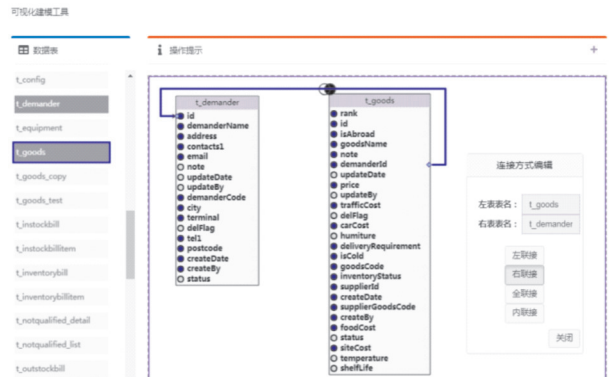 可视化建模工具
数据表
操作提示
t_config
t_demander
t_equipment
t_goods
t_goods_copy
t_goods_test
t_instockbill
t_instockbillitem
t_inventorybill
t_inventorybillitem
t_notqualified_detail
t_notqualified_list
t_outstockbill
t_demander
id
demanderName
address
contacts1
email
note
updateDate
updateBy
demanderCode
city
terminal
delFlag
tel1
postcode
createDate
createBy
status
t_goods
rank
id
isAbroad
goodsName
note
demanderId
updateDate
price
updateBy
trafficCost
delFlag
carCost
humiture
deliveryRequirement
isCold
goodsCode
inventoryStatus
supplierId
createDate
supplierGoodsCode
createBy
foodCost
status
siteCost
temperature
shelfLife
连接方式编辑
左表表名： t_goods
右表表名： t_demander
左联接
右联接
全联接
内联接
关闭